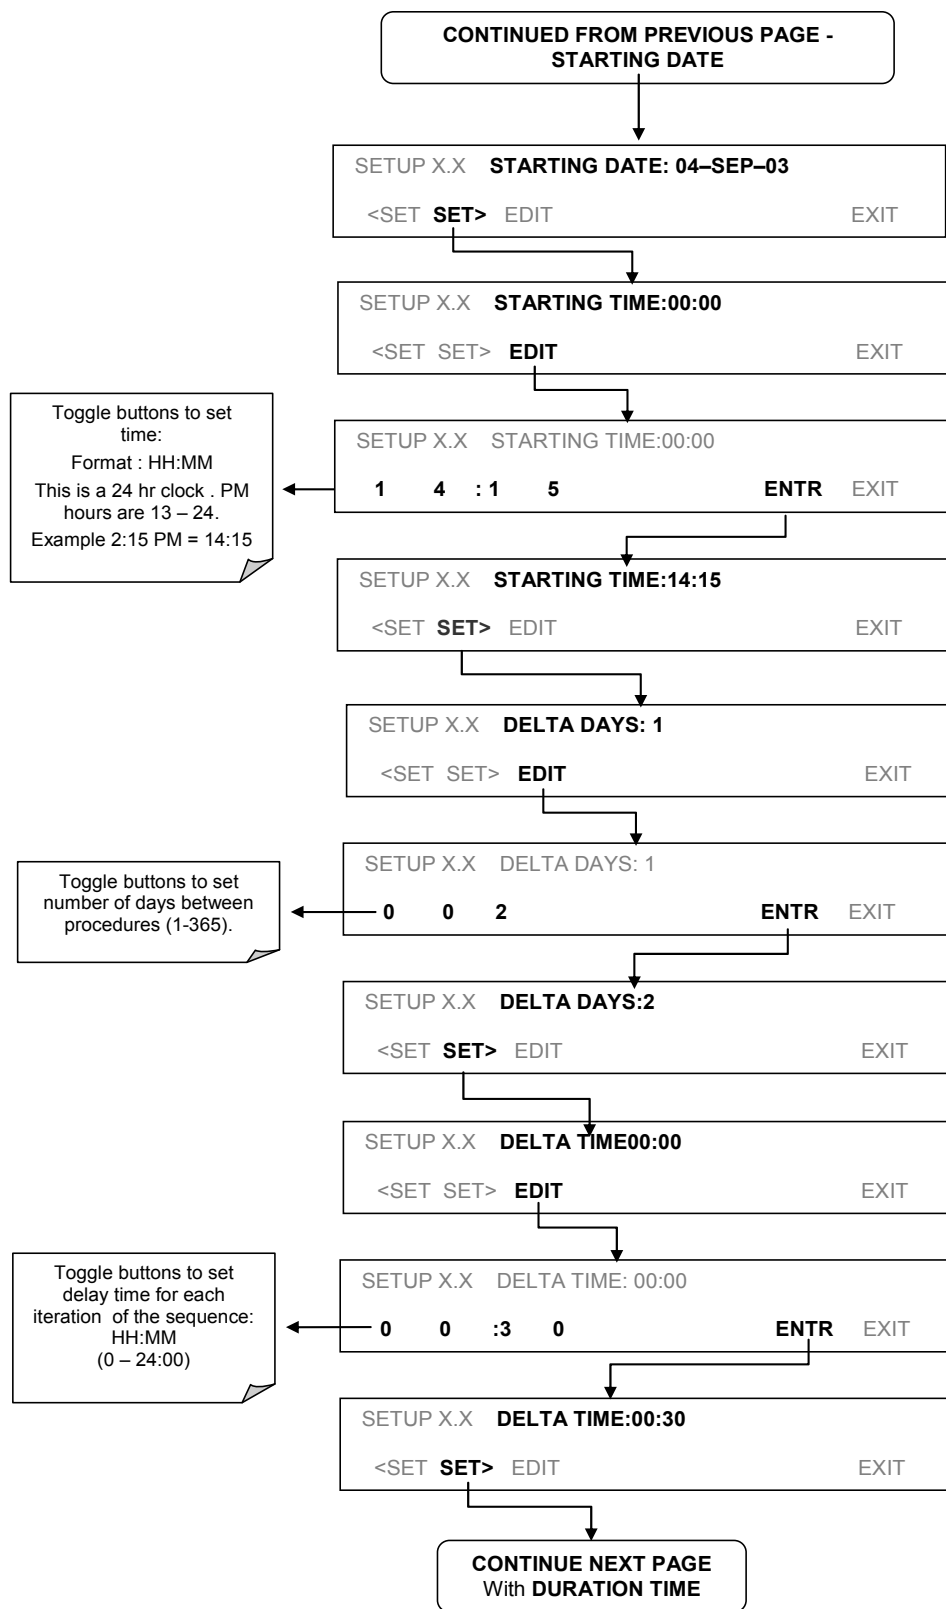 CONTINUED FROM PREVIOUS PAGE -
STARTING DATE
SETUP X.X STARTING DATE: 04–SEP–03
<SET SET> EDIT EXIT
SETUP X.X STARTING TIME:00:00
<SET SET> EDIT EXIT
Toggle buttons to set
time:
Format : HH:MM
This is a 24 hr clock . PM
hours are 13 – 24.
Example 2:15 PM = 14:15
SETUP X.X STARTING TIME:00:00
1 4 : 1 5 ENTR EXIT
SETUP X.X STARTING TIME:14:15
<SET SET> EDIT EXIT
SETUP X.X DELTA DAYS: 1
<SET SET> EDIT EXIT
Toggle buttons to set
number of days between
procedures (1-365).
SETUP X.X DELTA DAYS: 1
0 0 2 ENTR EXIT
SETUP X.X DELTA DAYS:2
<SET SET> EDIT EXIT
SETUP X.X DELTA TIME00:00
<SET SET> EDIT EXIT
Toggle buttons to set
delay time for each
iteration of the sequence:
HH:MM
(0 – 24:00)
SETUP X.X DELTA TIME: 00:00
0 0 :3 0 ENTR EXIT
SETUP X.X DELTA TIME:00:30
<SET SET> EDIT EXIT
CONTINUE NEXT PAGE
With DURATION TIME